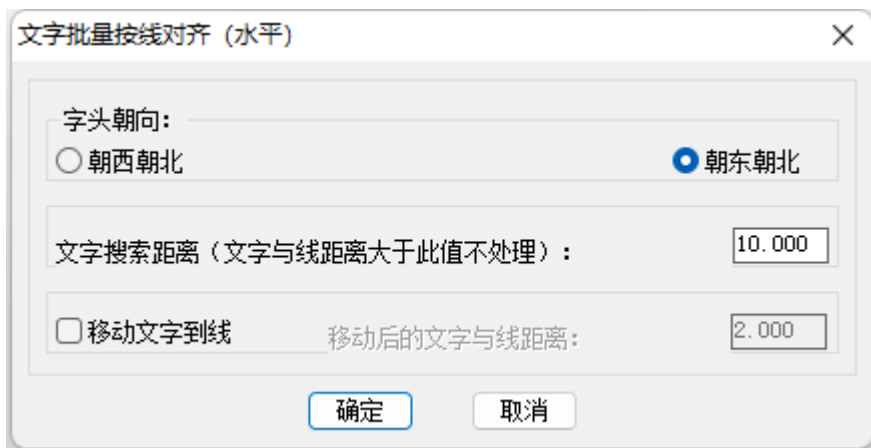 文字批量按线对齐 (水平)
字头朝向:
朝西朝北 朝东朝北
文字搜索距离（文字与线距离大于此值不处理）: 10.000
移动文字到线 移动后的文字与线距离: 2.000
确定 取消